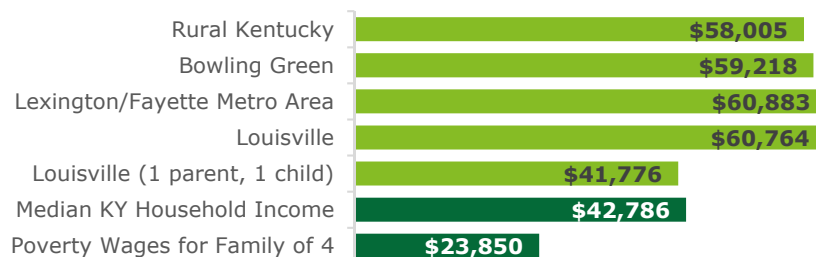 Rural Kentucky $58,005
Bowling Green $59,218
Lexington/Fayette Metro Area $60,883
Louisville $60,764
Louisville (1 parent, 1 child) $41,776
Median KY Household Income $42,786
Poverty Wages for Family of 4 $23,850